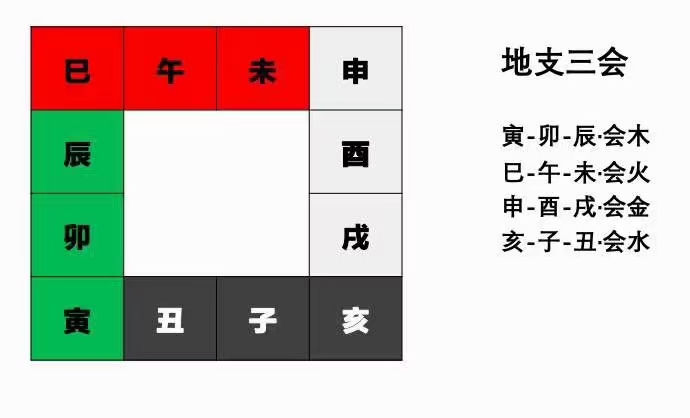 巳 午 未 申
辰 酉
卯 戌
寅 丑 子 亥
地支三会
寅-卯-辰·会木
巳-午-未·会火
申-酉-戌·会金
亥-子-丑·会水